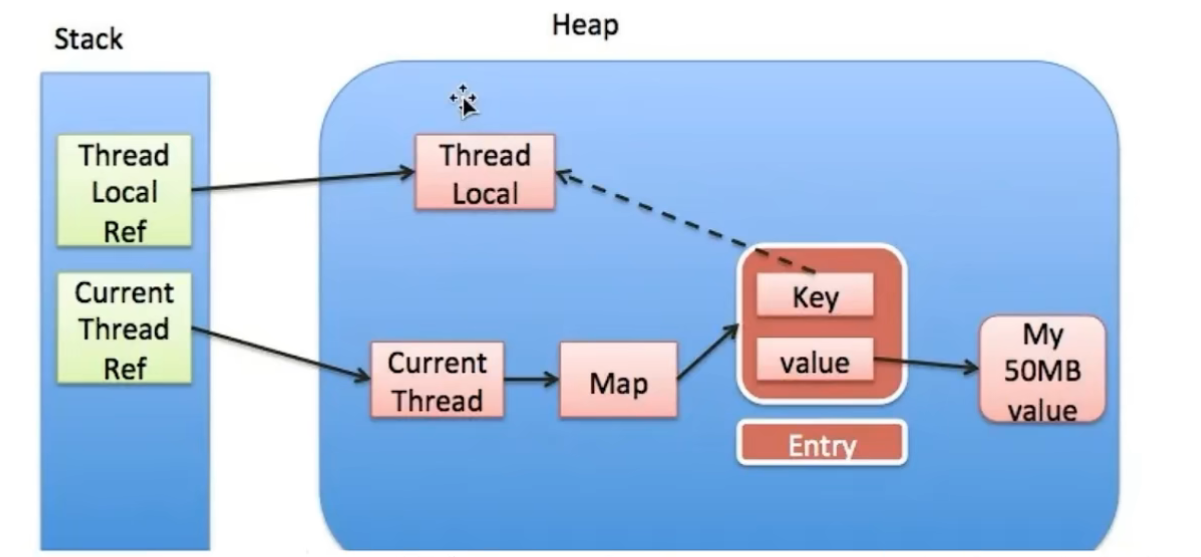 Stack
Heap
Thread
Local
Ref
Thread
Local
Current
Thread
Ref
Current
Thread
Map
Key
value
Entry
My
50MB
value